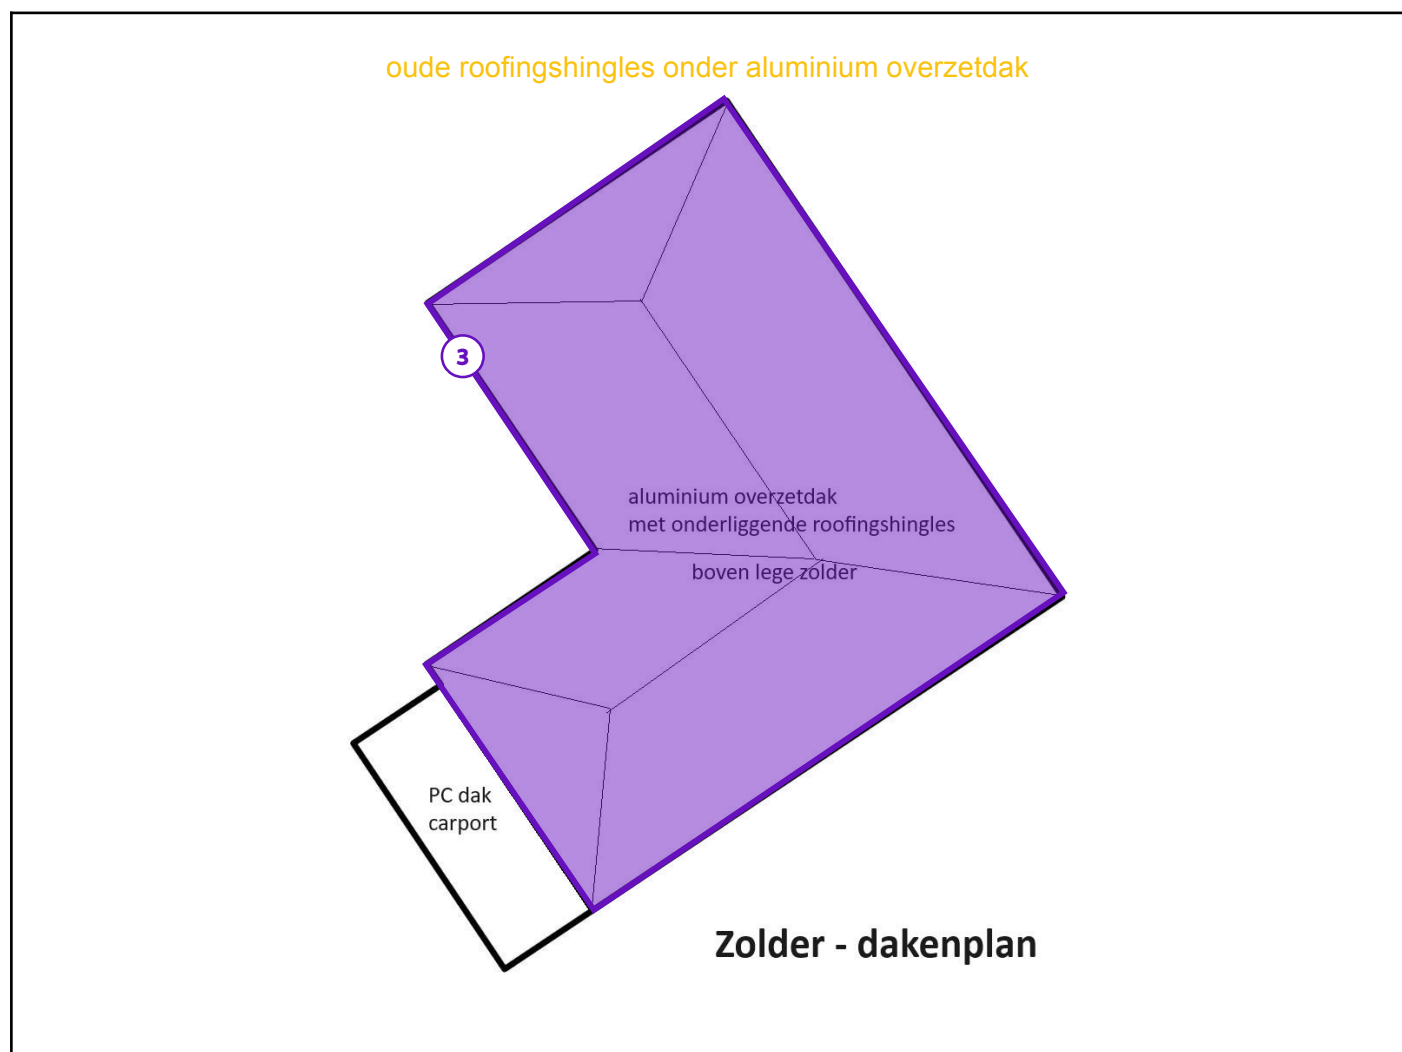 oude roofingshingles onder aluminium overzetdak
3
aluminium overzetdak
met onderliggende roofingshingles
boven lege zolder
PC dak
carport
Zolder - dakenplan